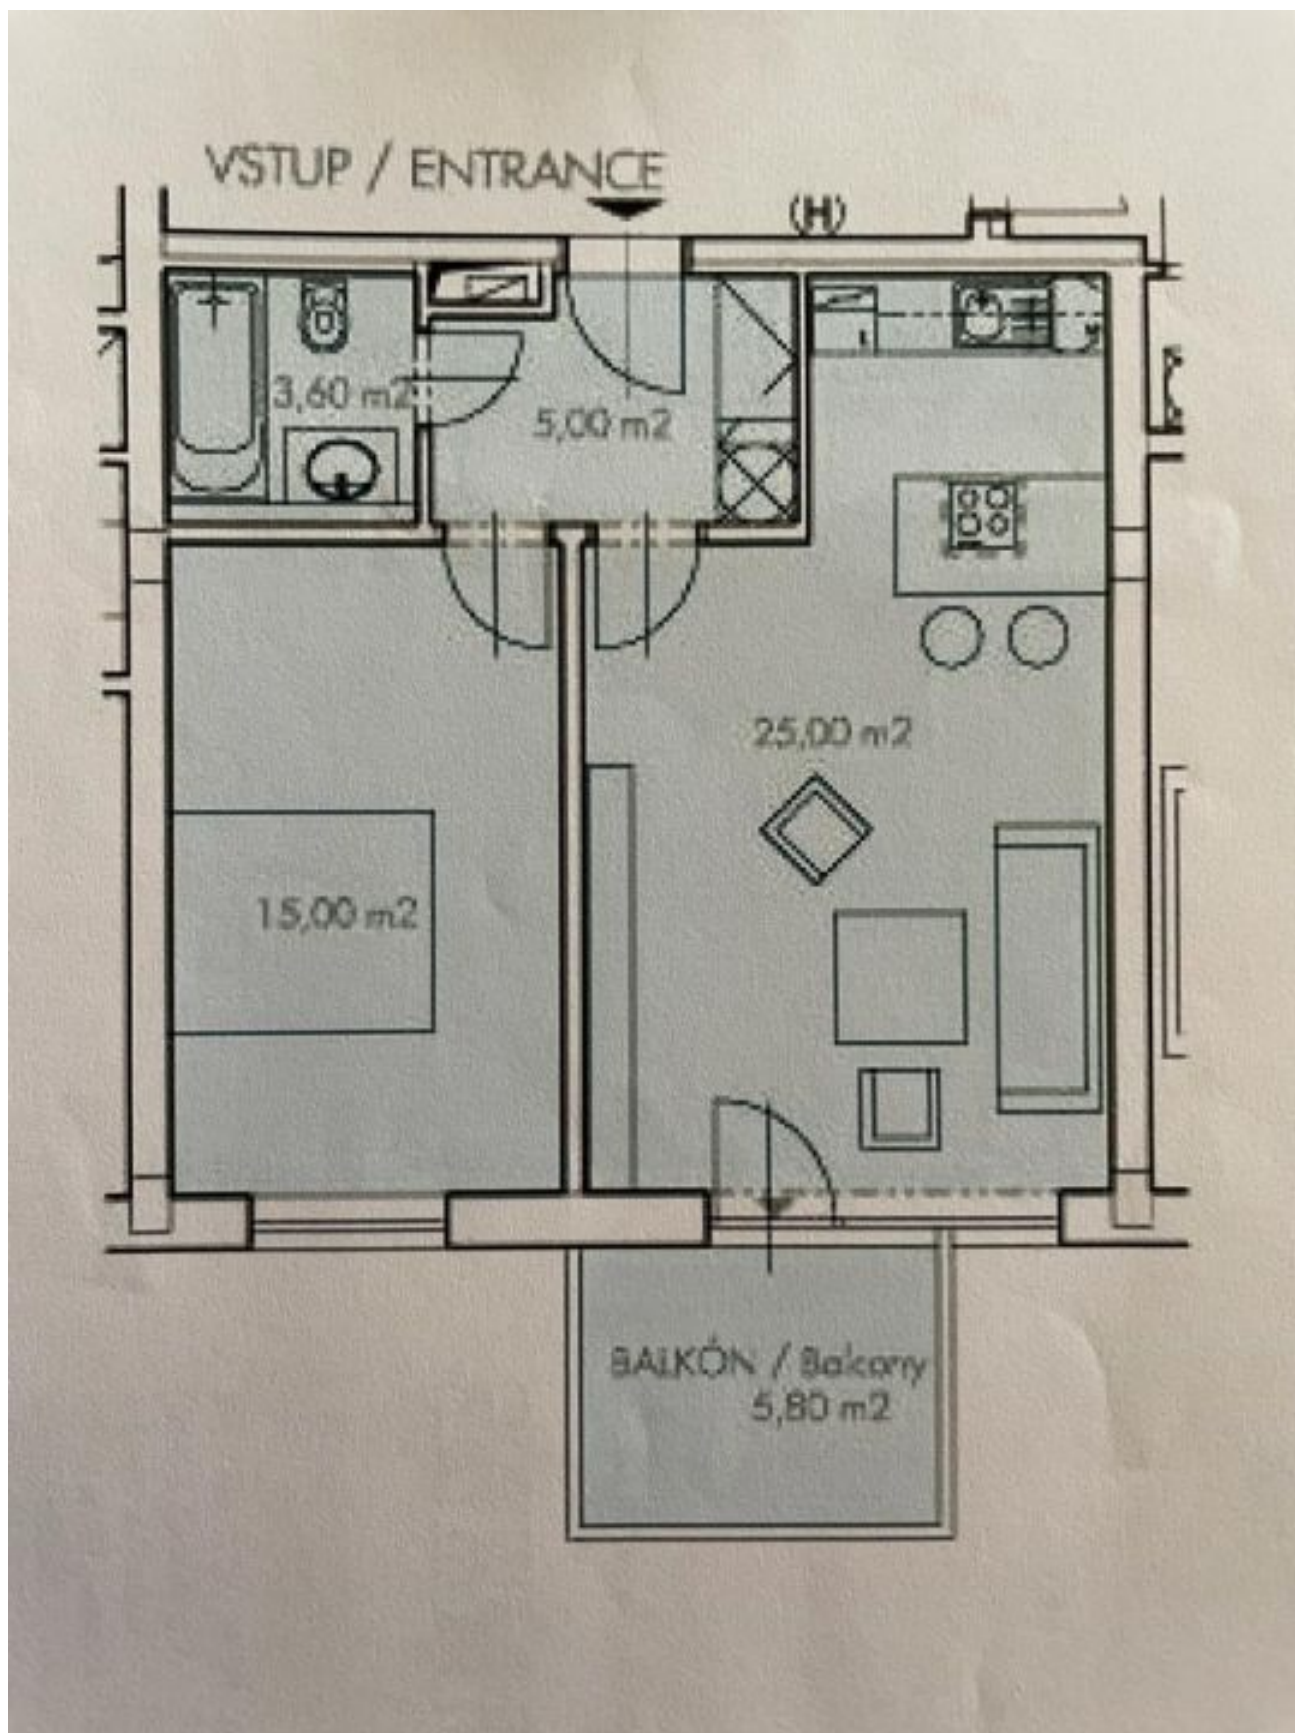 VSTUP / ENTRANCE
(H)
3,60 m2
5,00 m2
25,00 m2
15,00 m2
BALKÓN / Balcony
5,80 m2